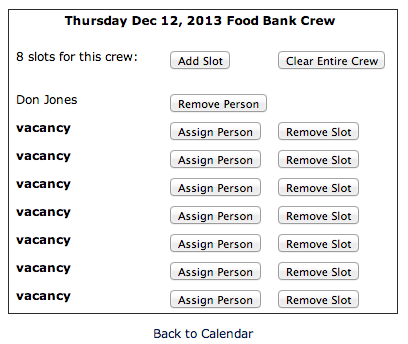 Thursday Dec 12, 2013 Food Bank Crew
8 slots for this crew: Add Slot Clear Entire Crew
Don Jones Remove Person
vacancy Assign Person Remove Slot
vacancy Assign Person Remove Slot
vacancy Assign Person Remove Slot
vacancy Assign Person Remove Slot
vacancy Assign Person Remove Slot
vacancy Assign Person Remove Slot
vacancy Assign Person Remove Slot
Back to Calendar